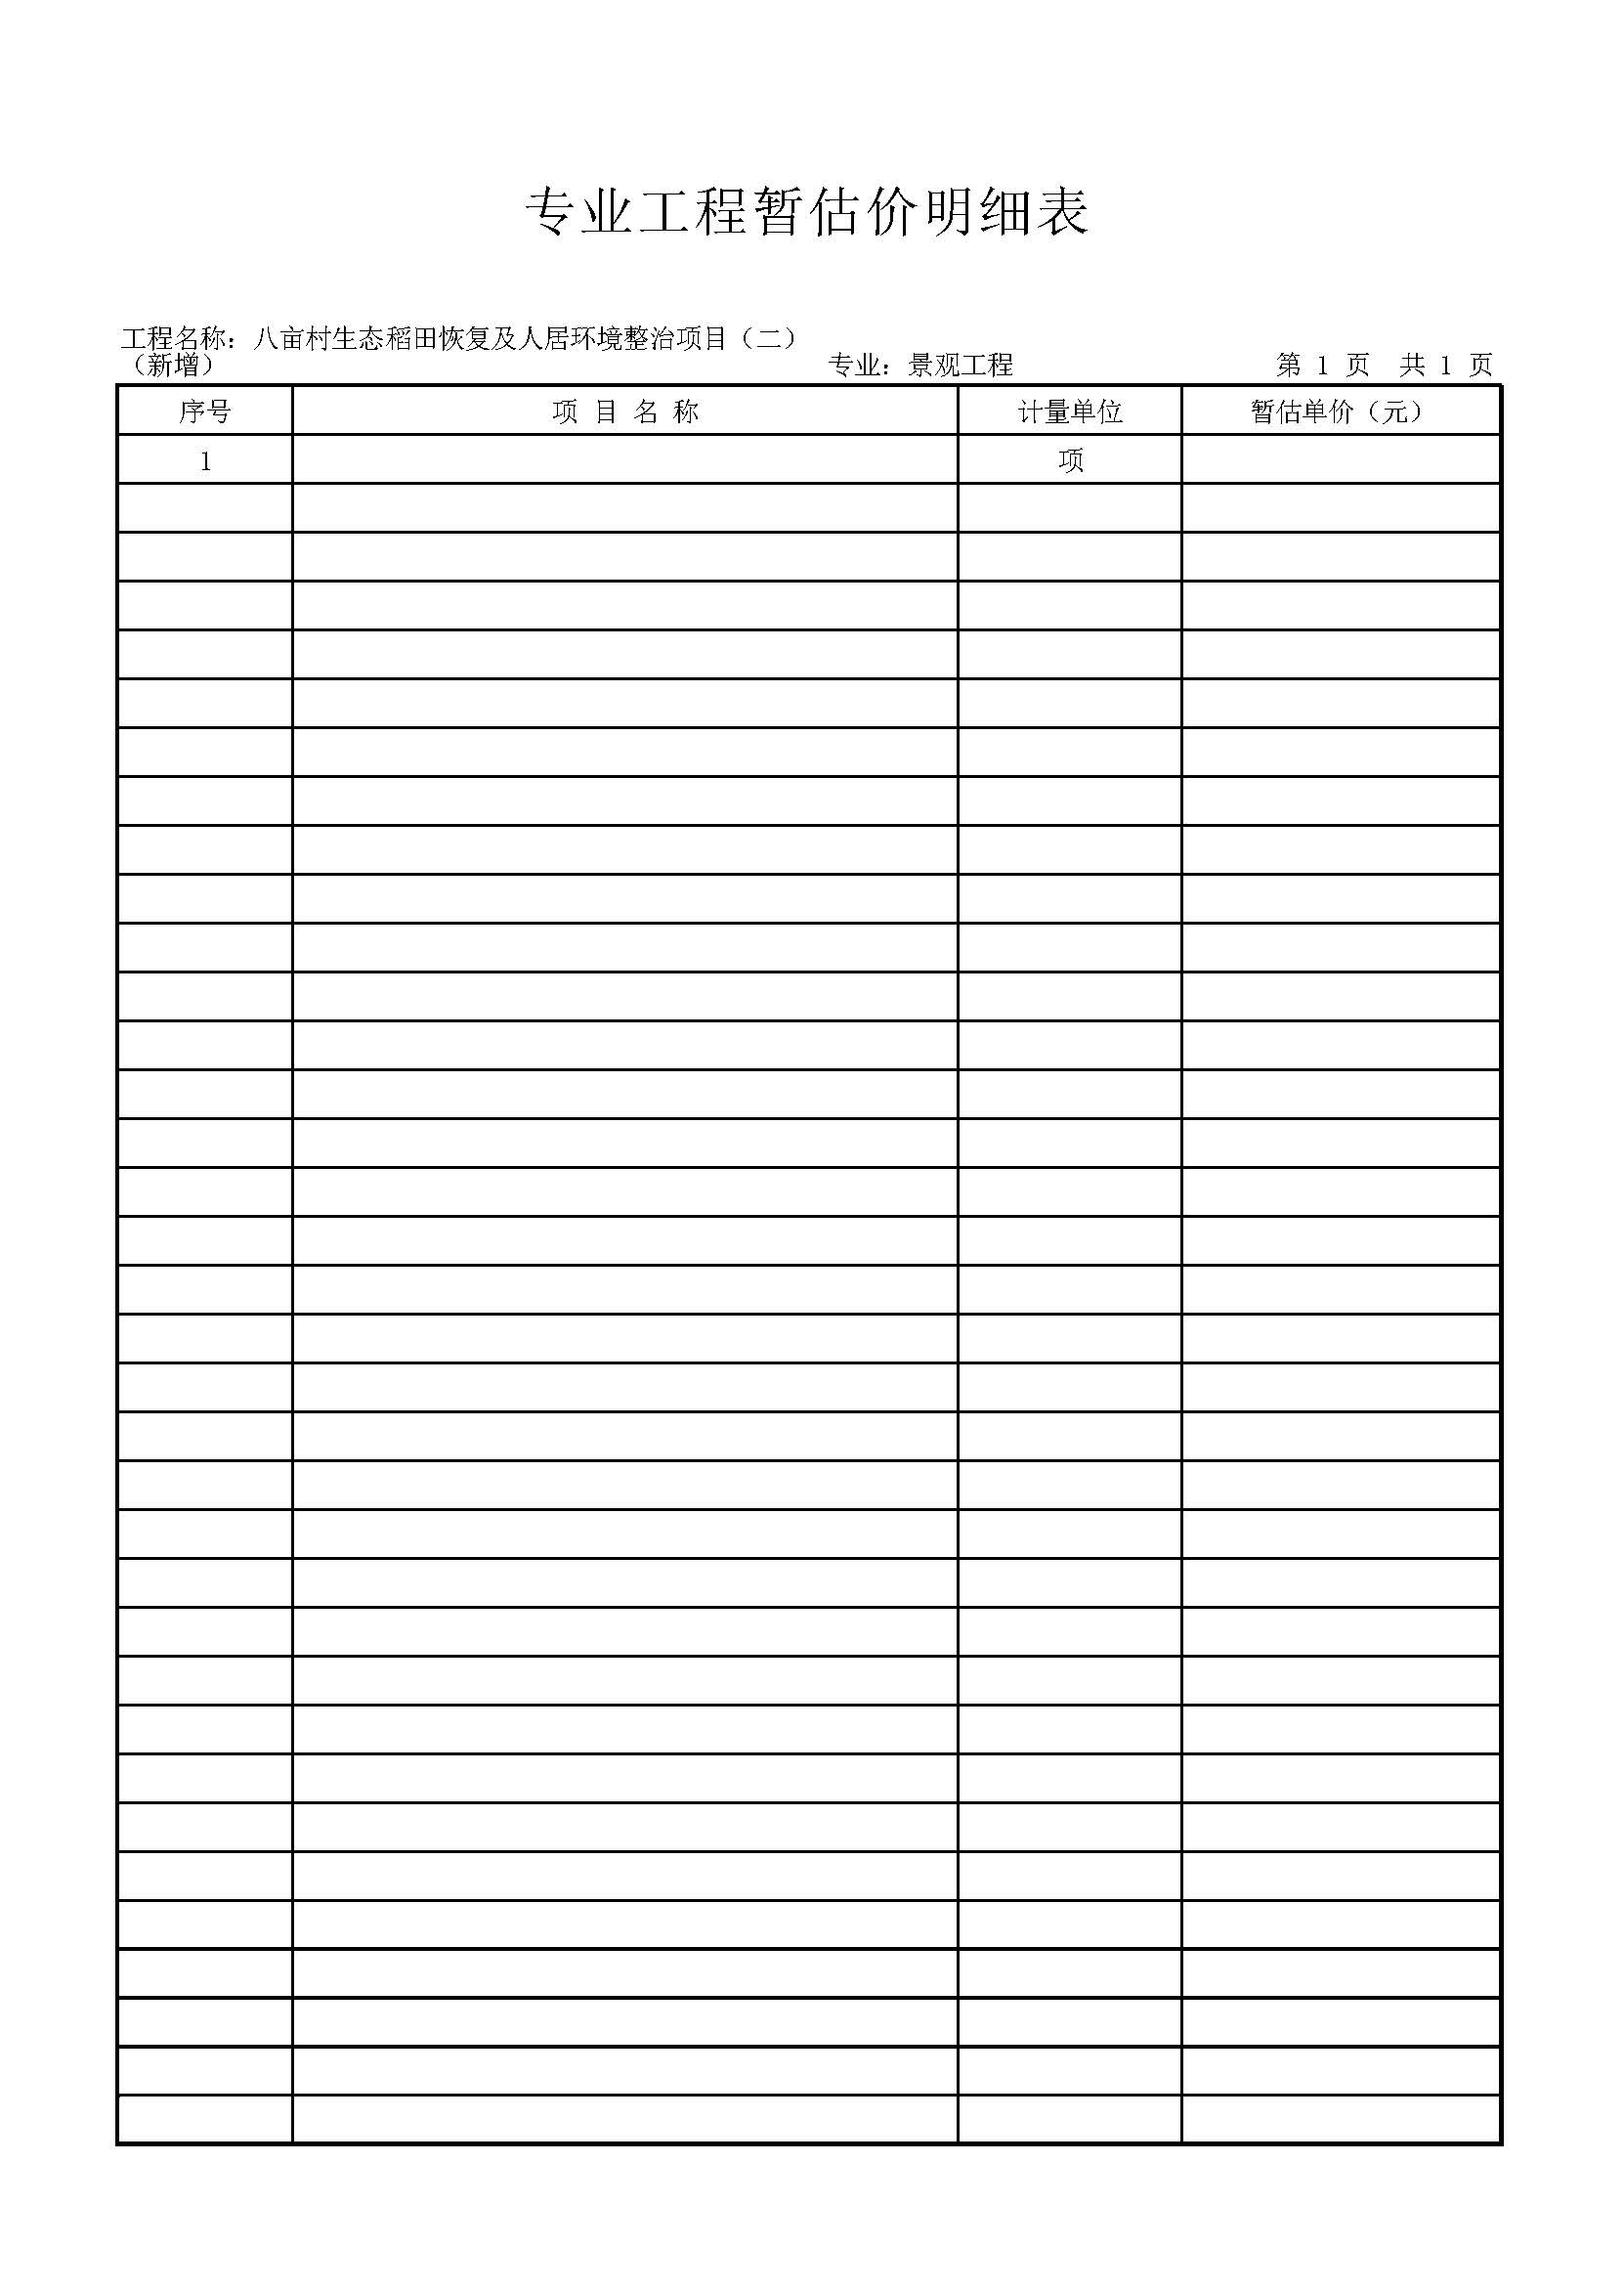 专业工程暂估价明细表
工程名称：八亩村生态稻田恢复及人居环境整治项目（二）
（新增） 专业：景观工程 第 1 页 共 1 页
序号 项 目 名 称 计量单位 暂估单价（元）
1 项